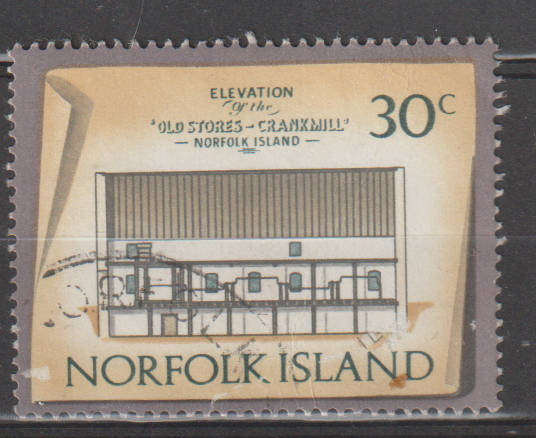 ELEVATION
of the
"OLD STORES - CRANKMILL"
— NORFOLK ISLAND —
30c
NORFOLK ISLAND